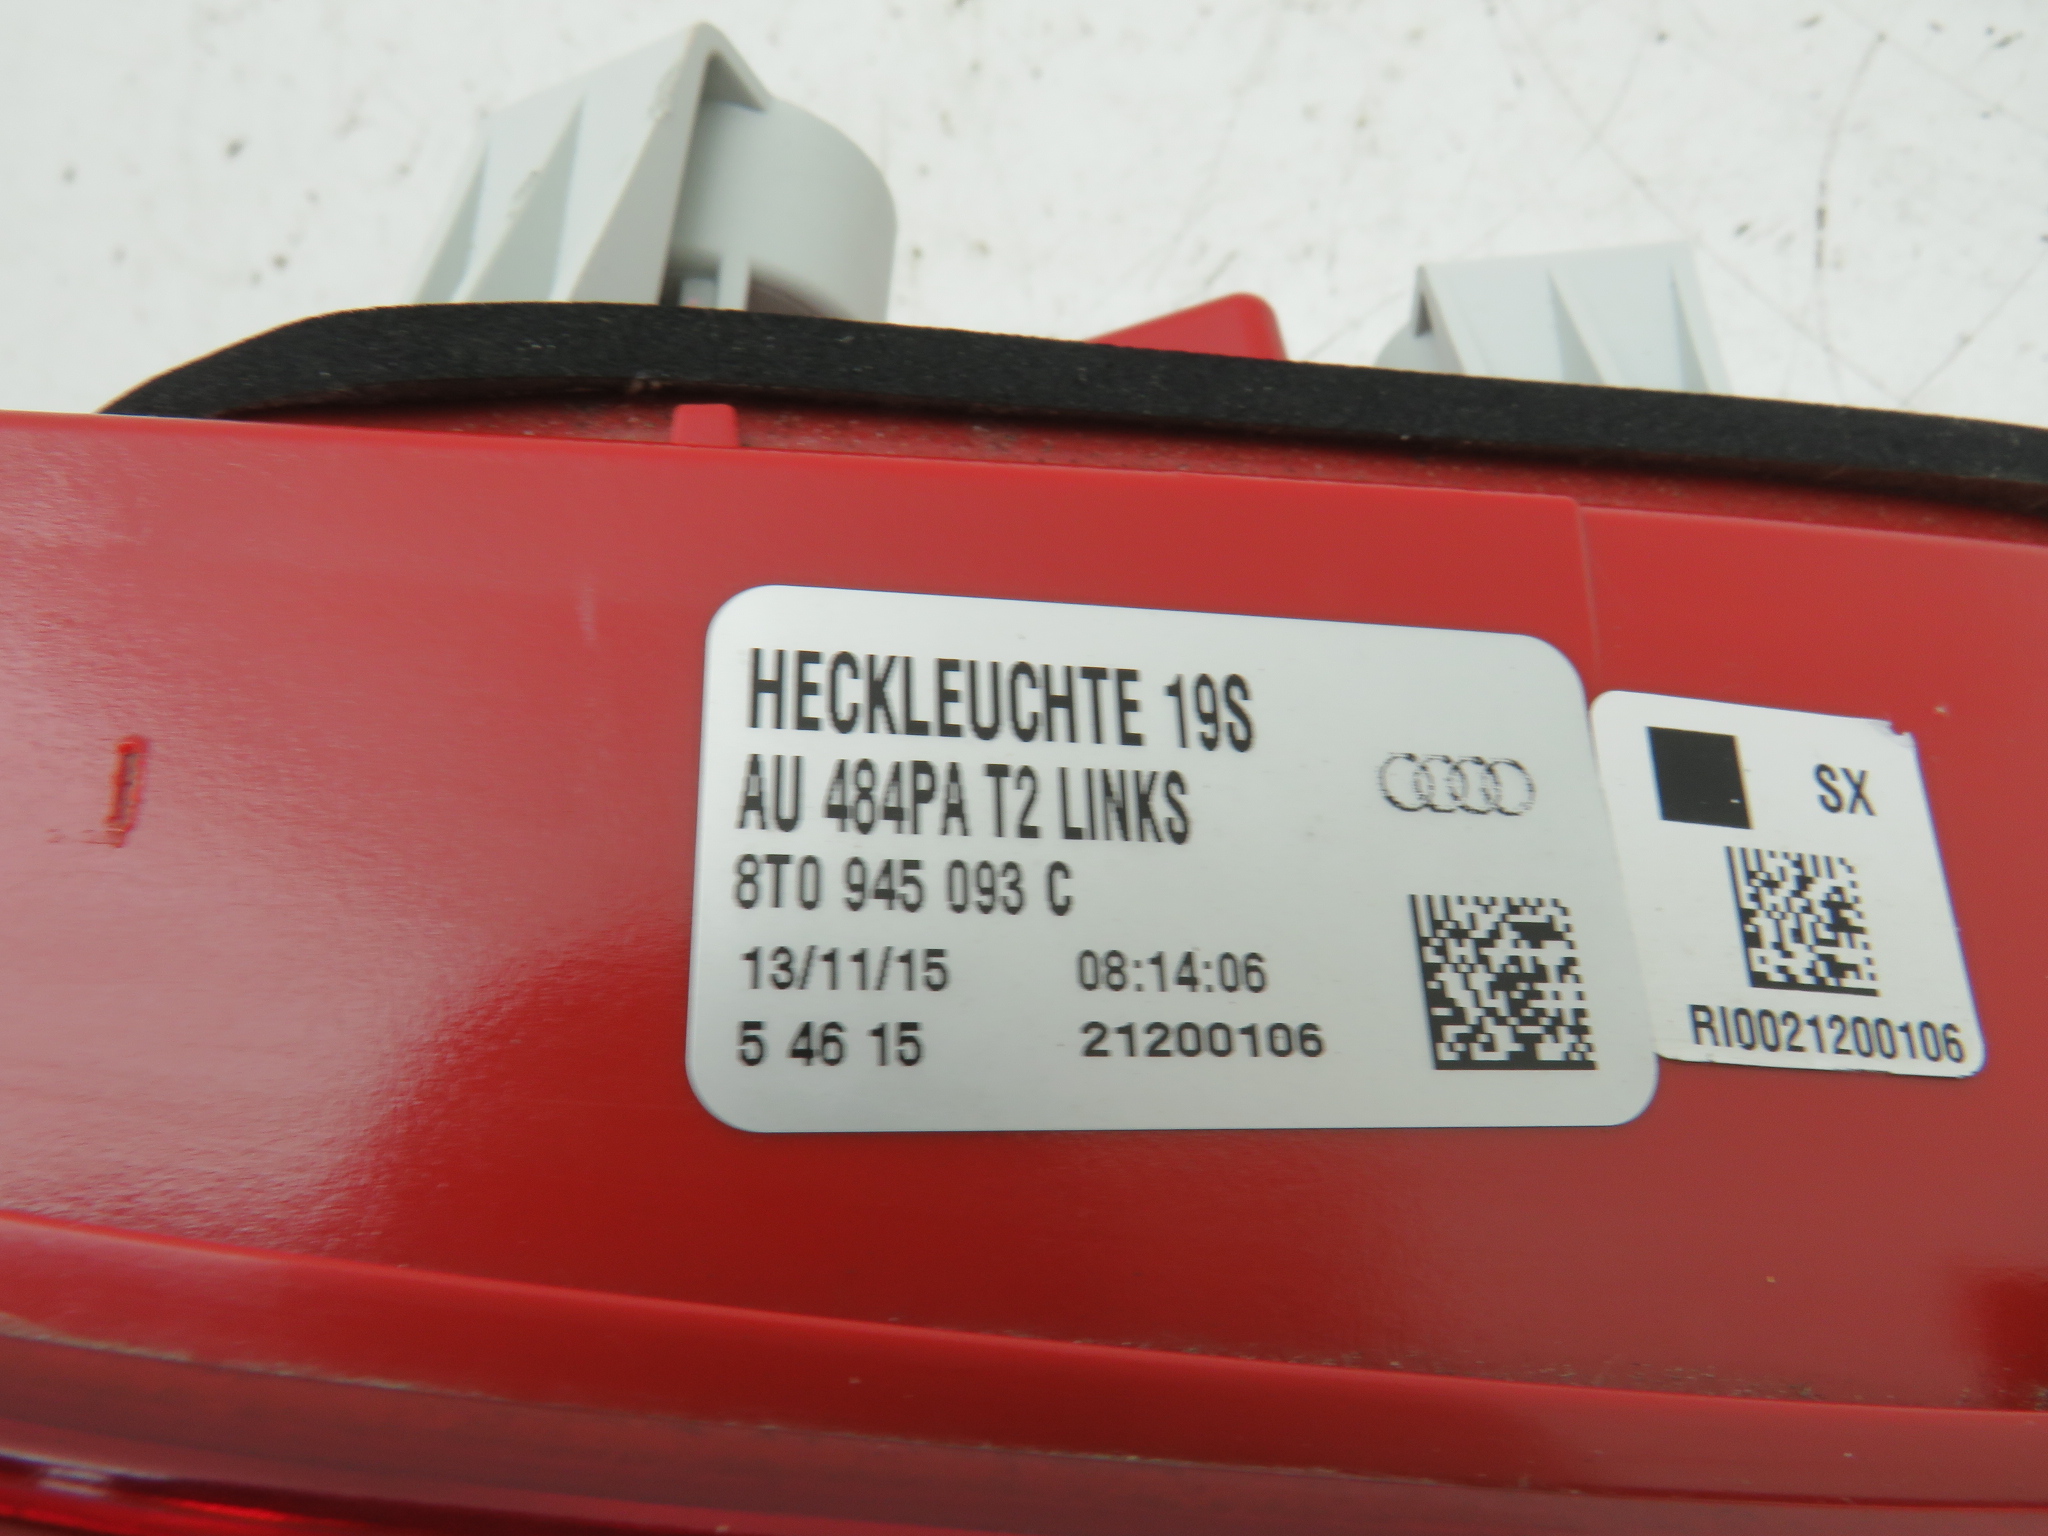 HECKLEUCHTE 19S
AU 484PA T2 LINKS
8T0 945 093 C
13/11/15 08:14:06
5 46 15 21200106
SX
RI0021200106